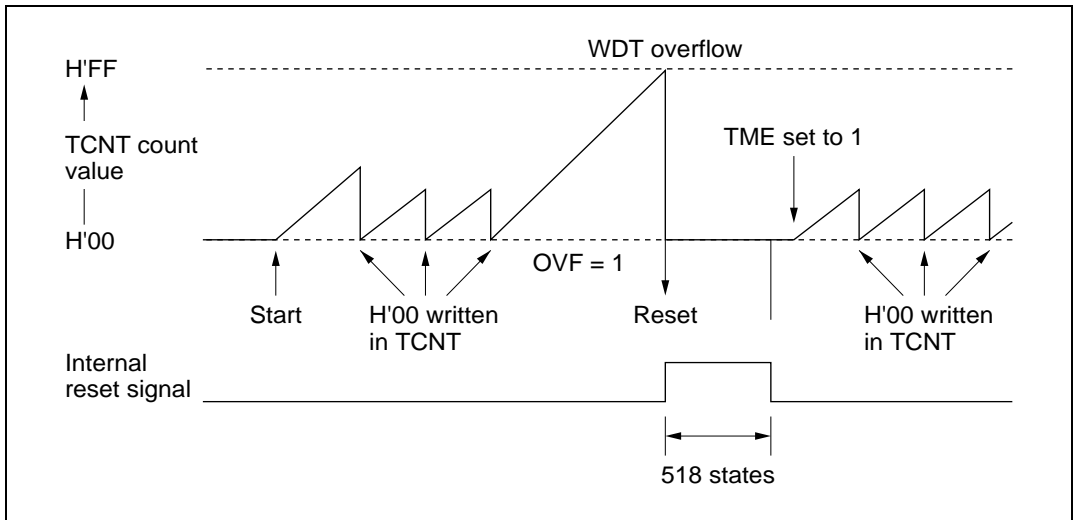 WDT overflow
H'FF
TME set to 1
TCNT count
value
H'00
OVF = 1
Start
H'00 written
in TCNT
Reset
H'00 written
in TCNT
Internal
reset signal
518 states